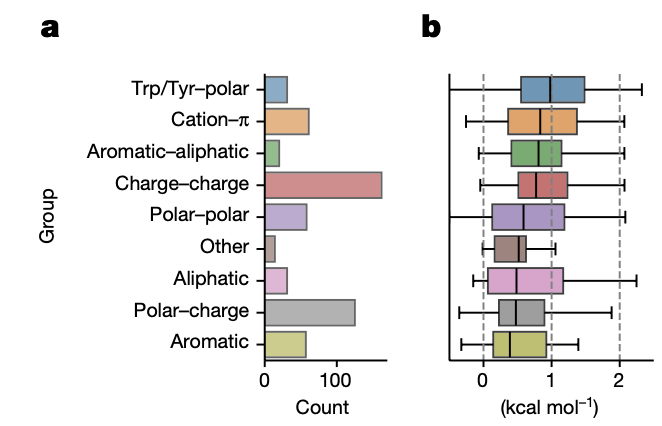 a
b
Group
Trp/Tyr–polar
Cation–π
Aromatic–aliphatic
Charge–charge
Polar–polar
Other
Aliphatic
Polar–charge
Aromatic
0 100
Count
0 1 2
(kcal mol⁻¹)